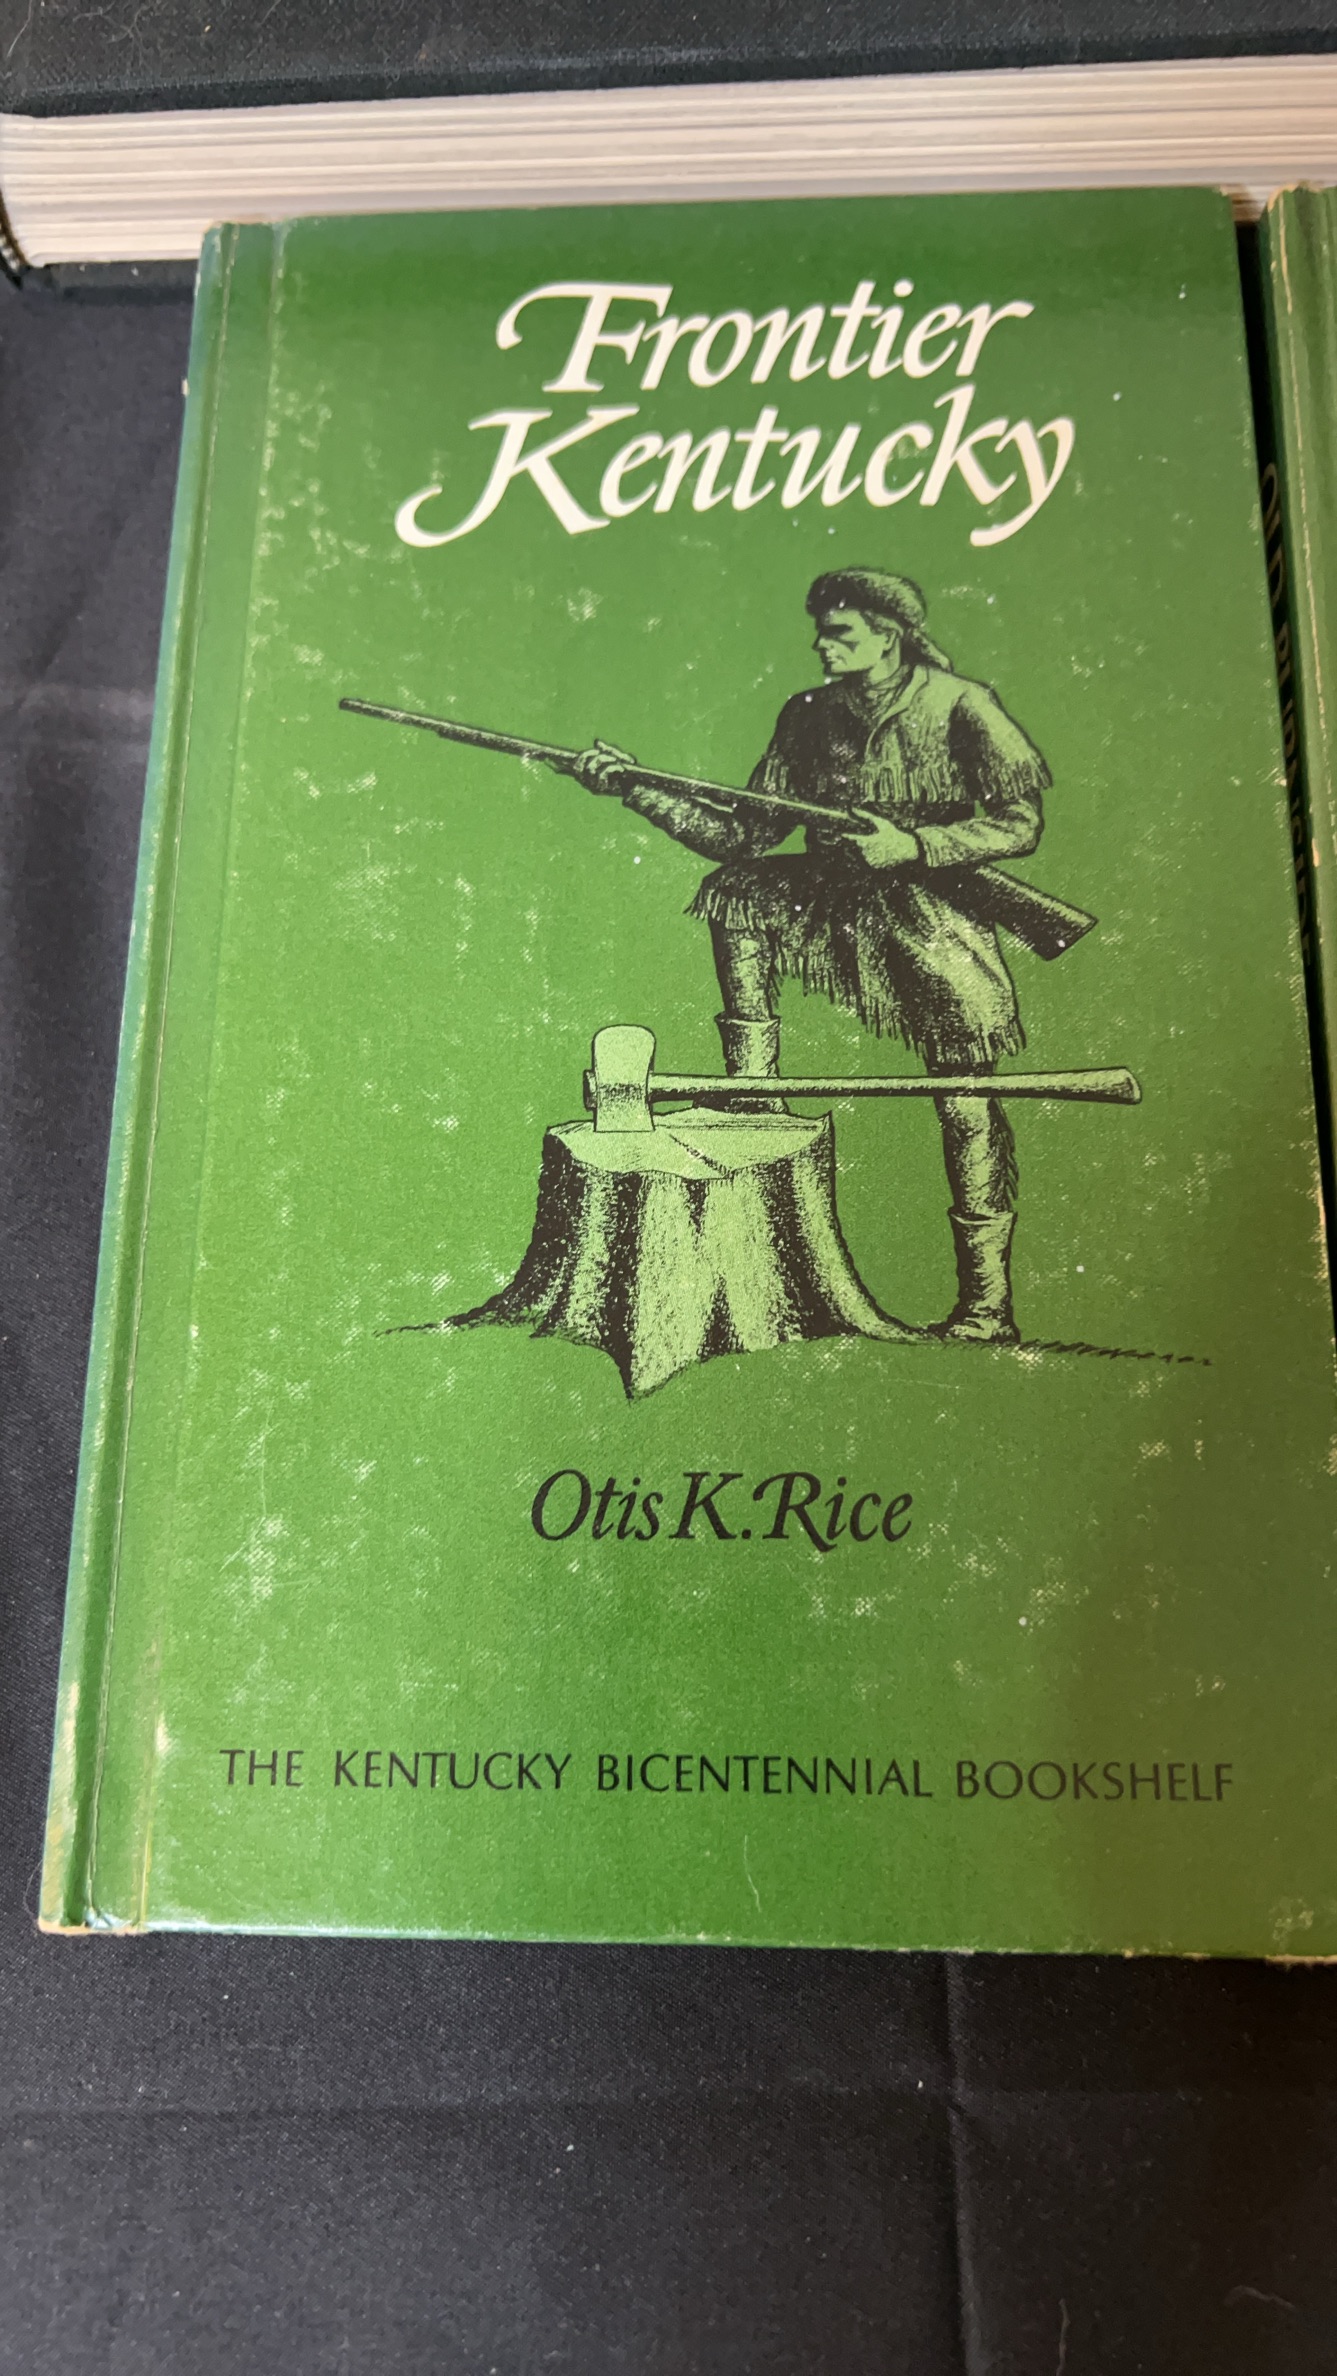 Frontier
Kentucky
Otis K. Rice
THE KENTUCKY BICENTENNIAL BOOKSHELF